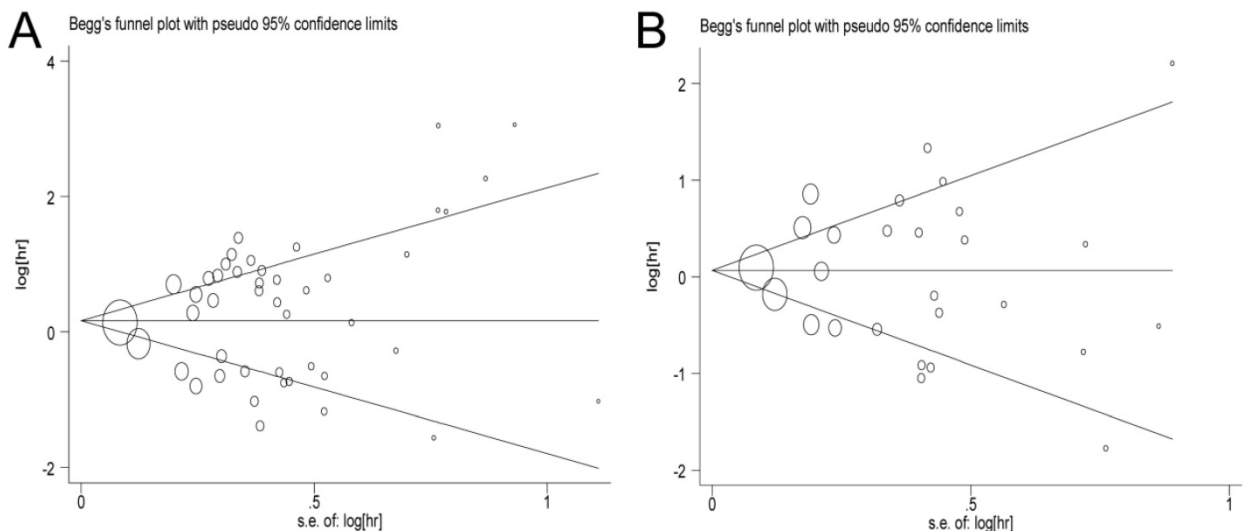 A
Begg's funnel plot with pseudo 95% confidence limits
4
2
0
-2
log[hr]
0
.5
1
s.e. of: log[hr]
B
Begg's funnel plot with pseudo 95% confidence limits
2
1
0
-1
-2
log[hr]
0
.5
1
s.e. of: log[hr]